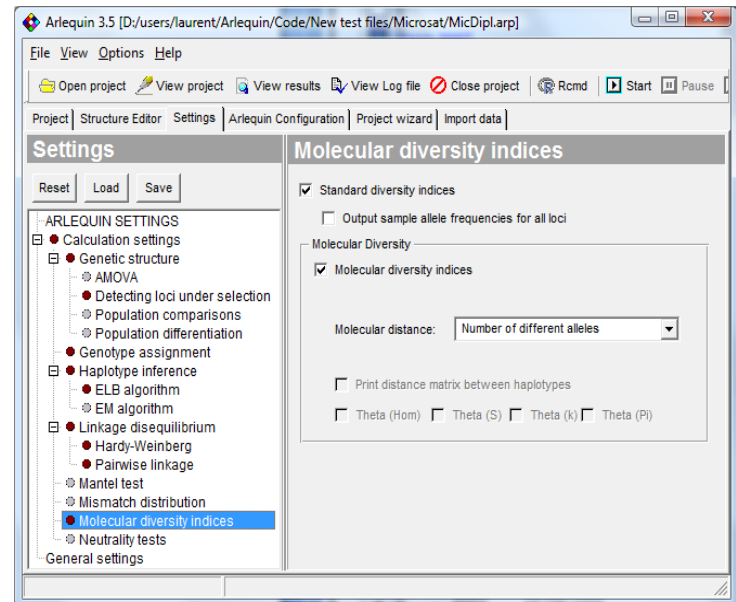 Arlequin 3.5 [D:/users/laurent/Arlequin/Code/New test files/Microsat/MicDipl.arp]
File View Options Help
Open project View project View results View Log file Close project Rcmd Start Pause
Project Structure Editor Settings Arlequin Configuration Project wizard Import data
Settings
Reset Load Save
ARLEQUIN SETTINGS
Calculation settings
Genetic structure
AMOVA
Detecting loci under selection
Population comparisons
Population differentiation
Genotype assignment
Haplotype inference
ELB algorithm
EM algorithm
Linkage disequilibrium
Hardy-Weinberg
Pairwise linkage
Mantel test
Mismatch distribution
Molecular diversity indices
Neutrality tests
General settings
Molecular diversity indices
Standard diversity indices
Output sample allele frequencies for all loci
Molecular Diversity
Molecular diversity indices
Molecular distance: Number of different alleles
Print distance matrix between haplotypes
Theta (Hom) Theta (S) Theta (k) Theta (Pi)